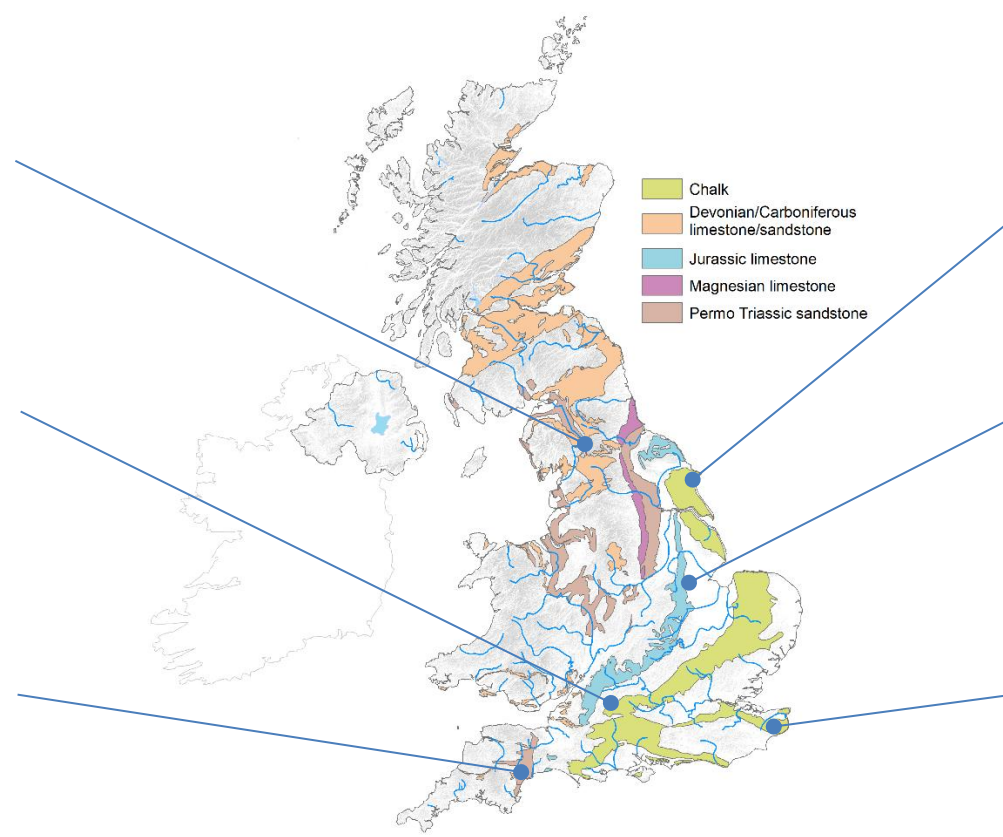 Chalk
Devonian/Carboniferous
limestone/sandstone
Jurassic limestone
Magnesian limestone
Permo Triassic sandstone